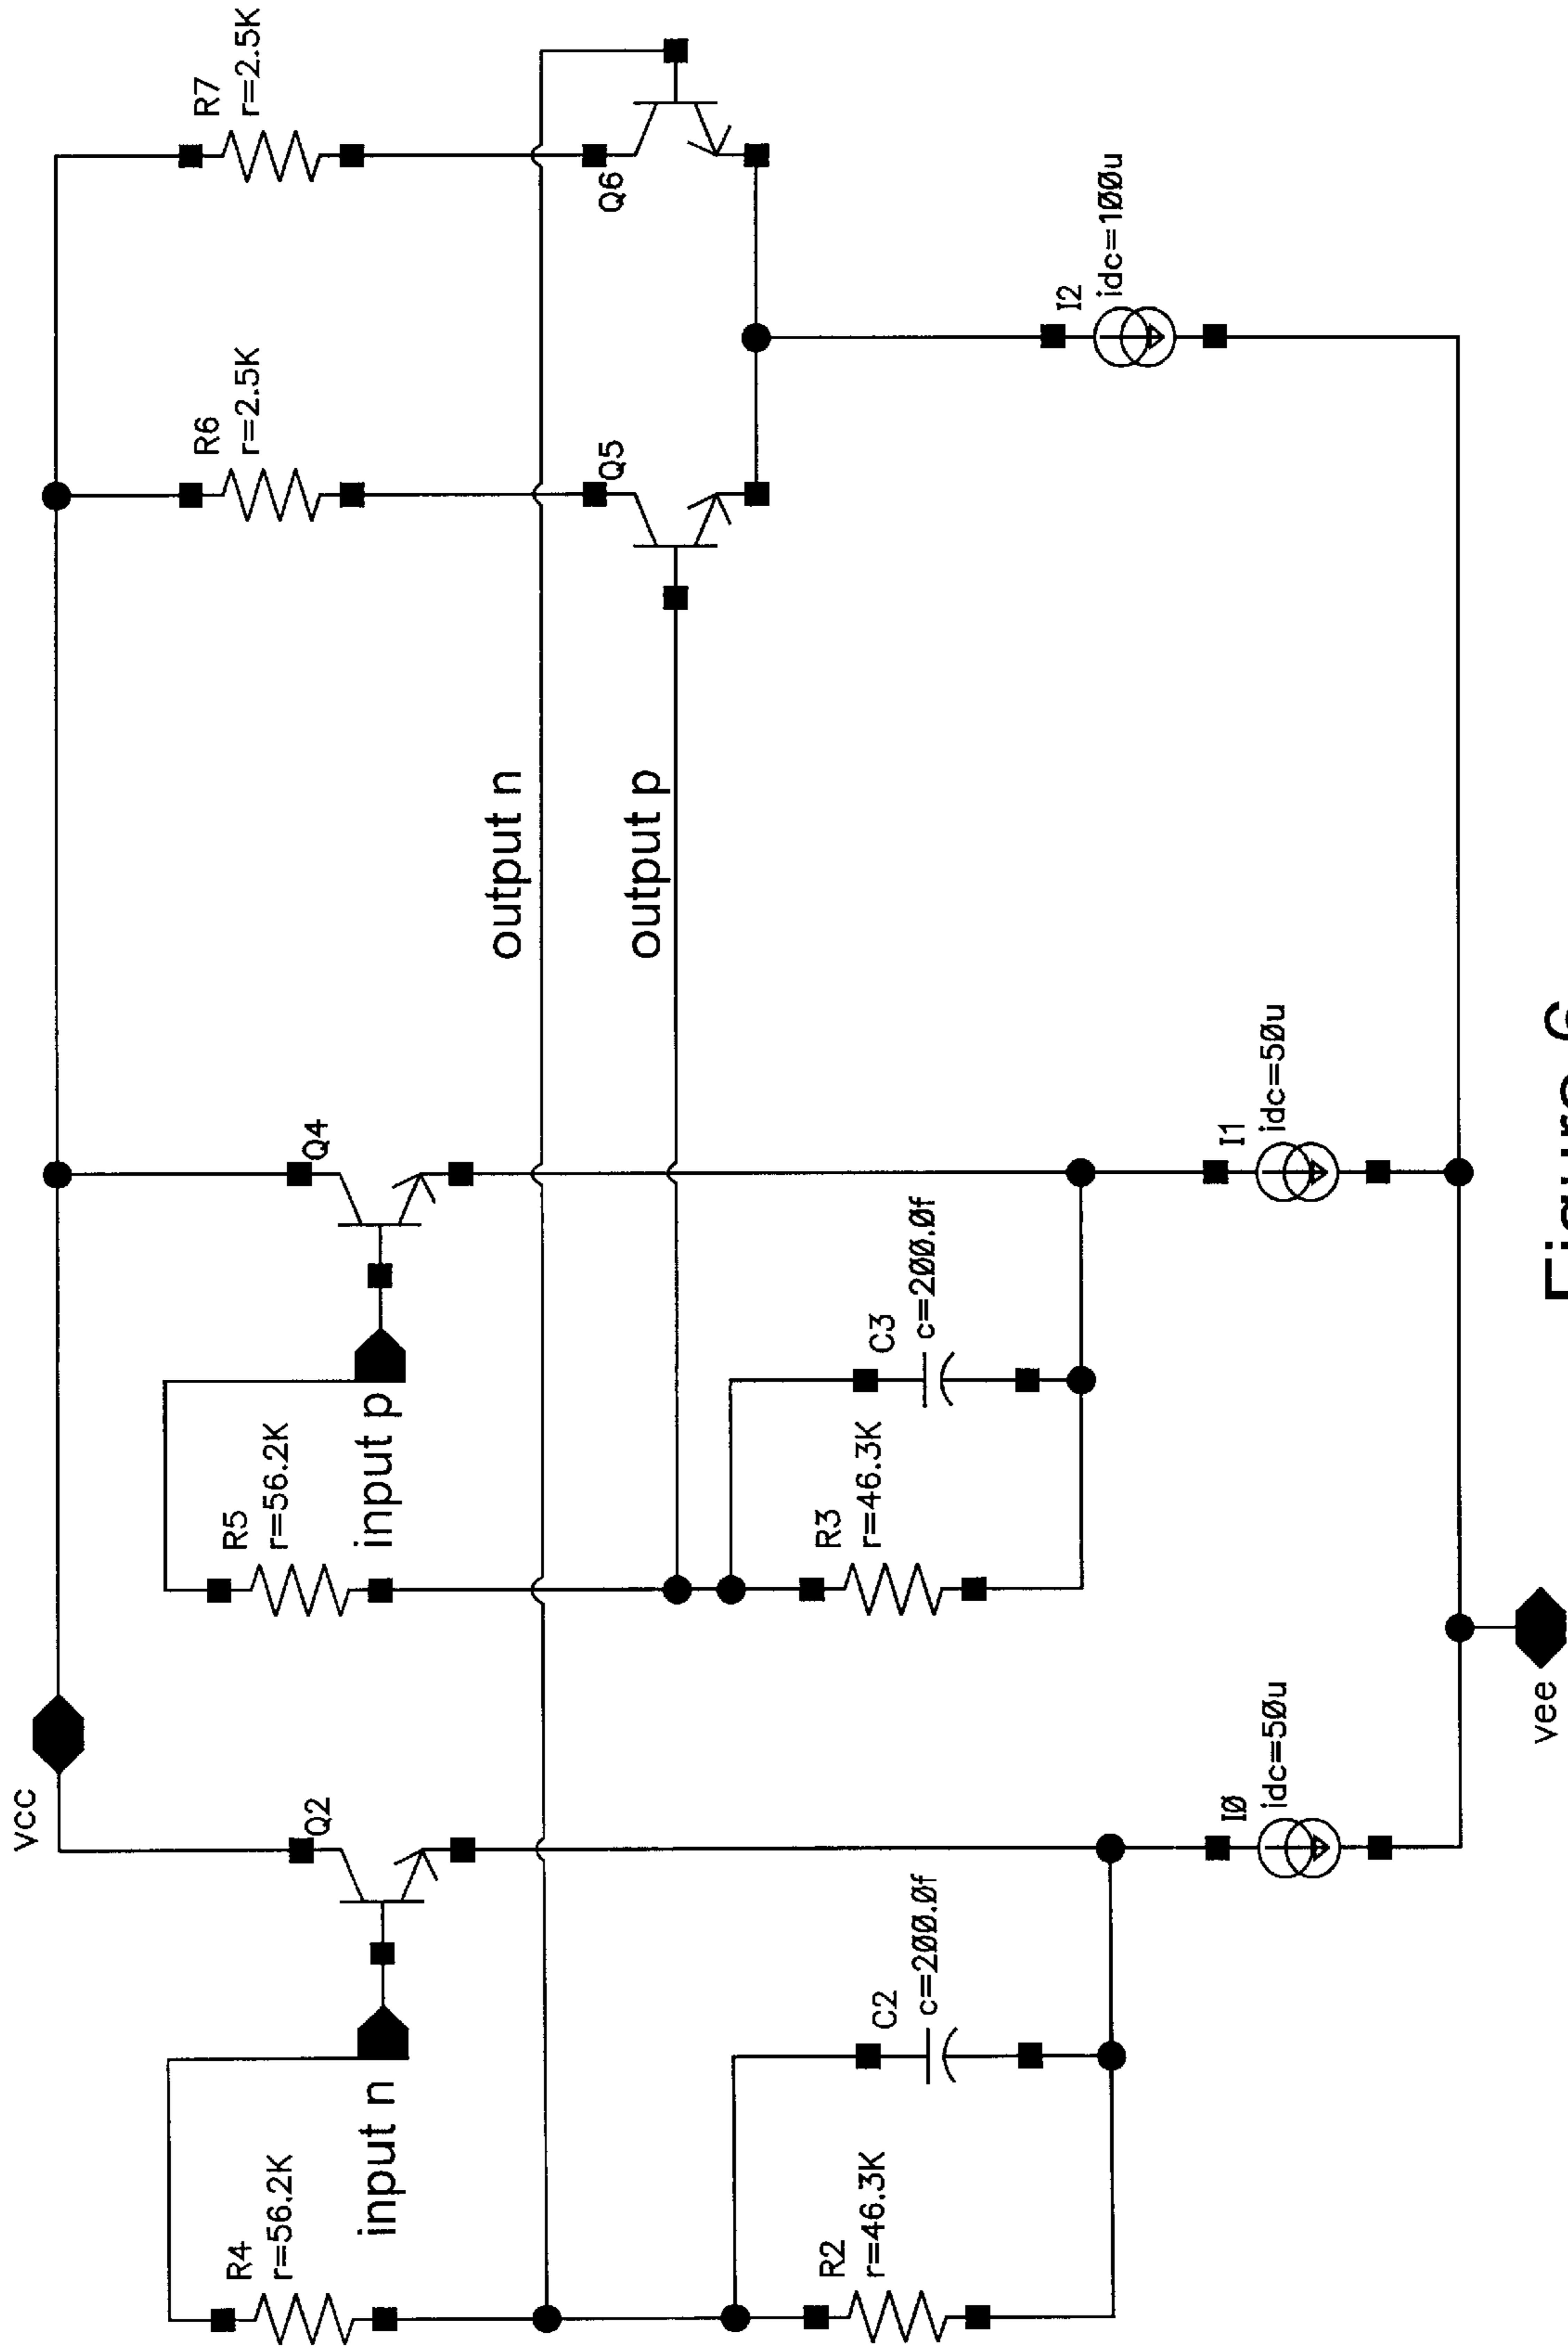 vcc
R4
r=56.2K
input n
Q2
R5
r=56.2K
input p
Q4
R6
r=2.5K
R7
r=2.5K
Q5
Q6
output n
output p
R2
r=46.3K
C2
c=200.0f
R3
r=46.3K
C3
c=200.0f
I0
idc=50u
I1
idc=50u
I2
idc=100u
vee
Figure 6